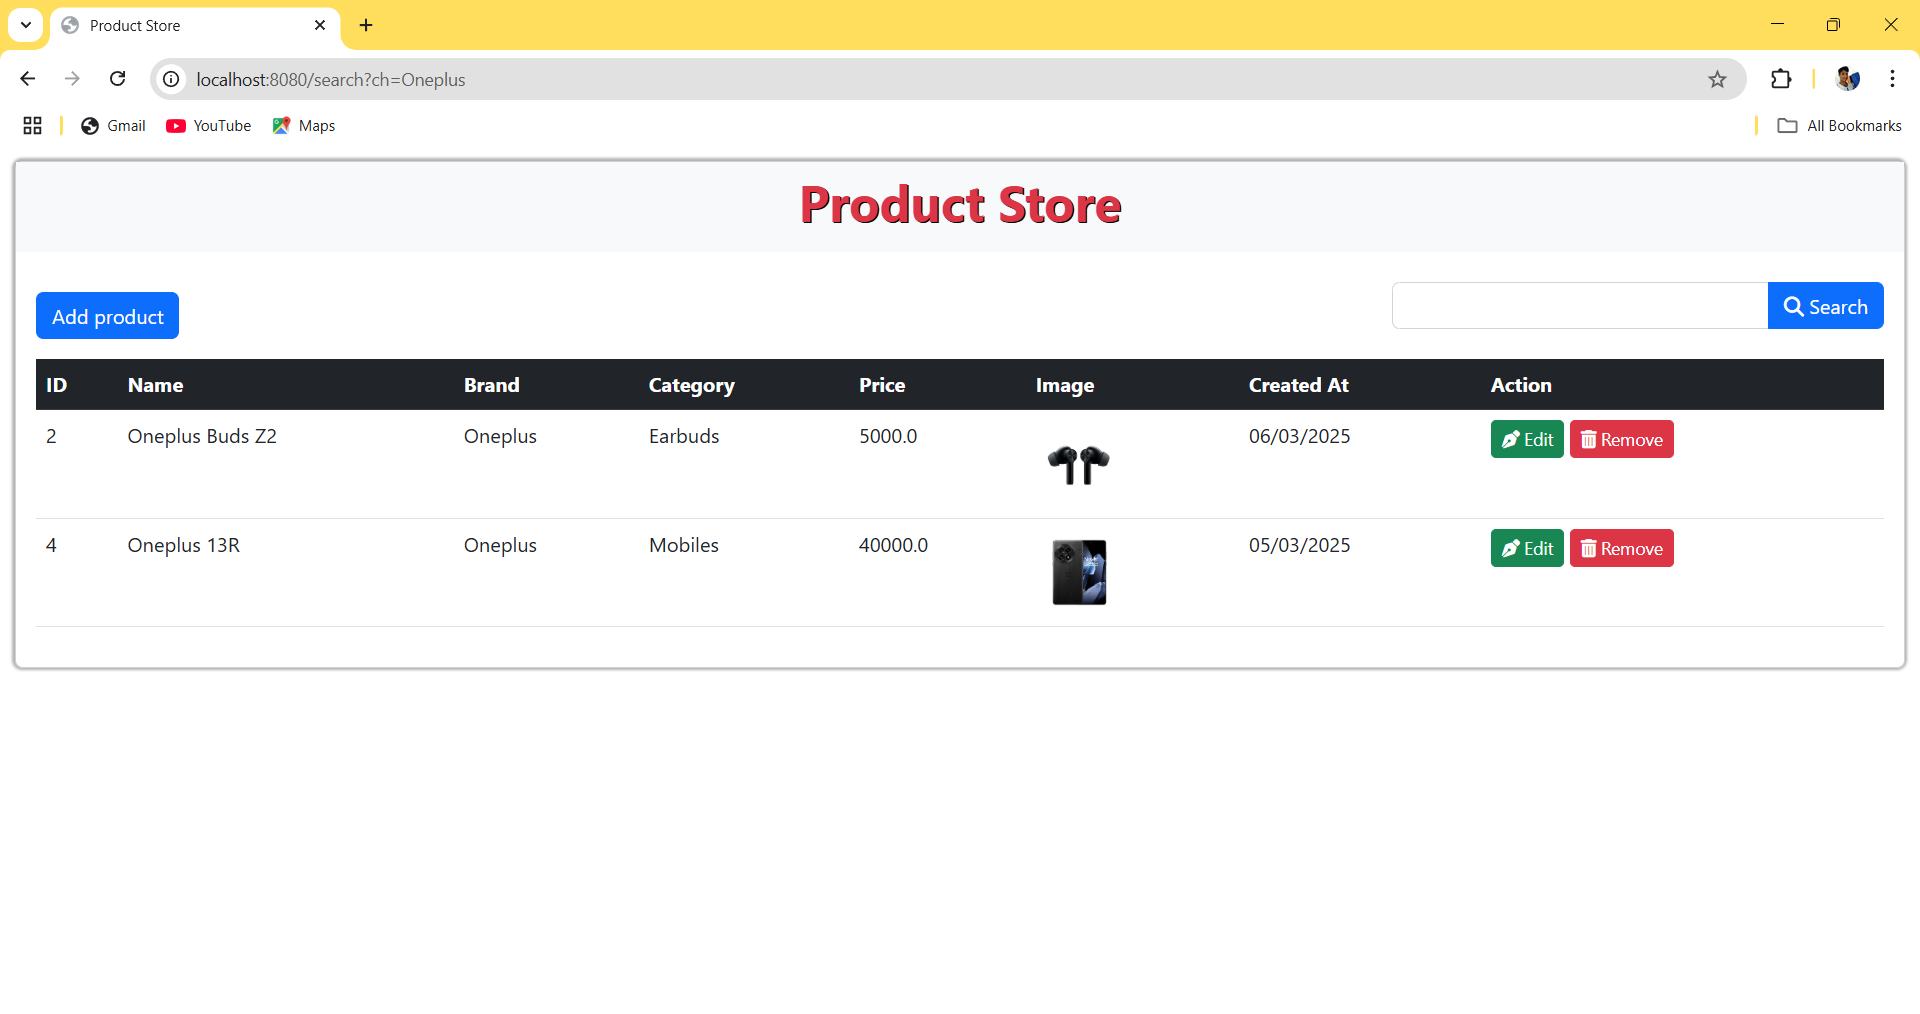 Product Store
localhost:8080/search?ch=Oneplus
Gmail YouTube Maps All Bookmarks
Product Store
Add product Search
ID Name Brand Category Price Image Created At Action
2 Oneplus Buds Z2 Oneplus Earbuds 5000.0 06/03/2025 Edit Remove
4 Oneplus 13R Oneplus Mobiles 40000.0 05/03/2025 Edit Remove